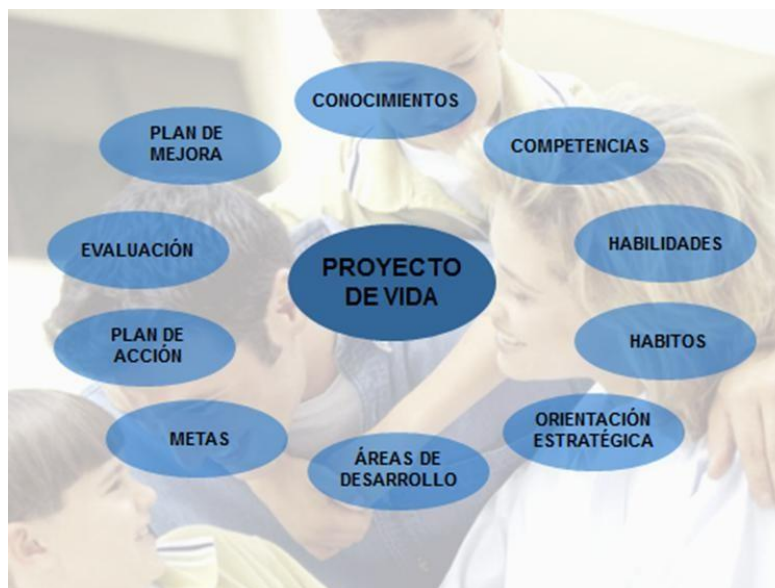 CONOCIMIENTOS
PLAN DE
MEJORA
COMPETENCIAS
EVALUACIÓN
HABILIDADES
PROYECTO
DE VIDA
PLAN DE
ACCIÓN
HABITOS
METAS
ORIENTACIÓN
ESTRATÉGICA
ÁREAS DE
DESARROLLO